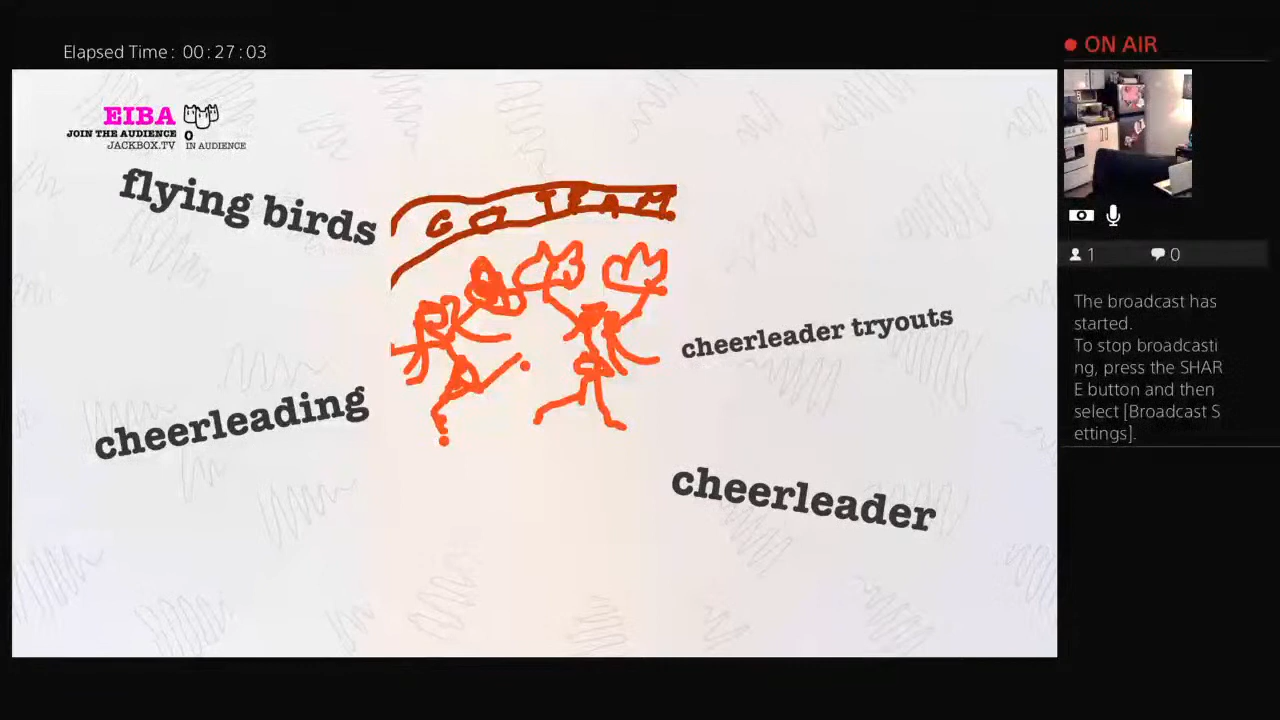 Elapsed Time: 00:27:03
ON AIR
EIBA
JOIN THE AUDIENCE
JACKBOX.TV
0
IN AUDIENCE
flying birds
GO TEAM
cheerleader tryouts
cheerleading
cheerleader
1
0
The broadcast has
started.
To stop broadcasti
ng, press the SHAR
E button and then
select [Broadcast S
ettings].